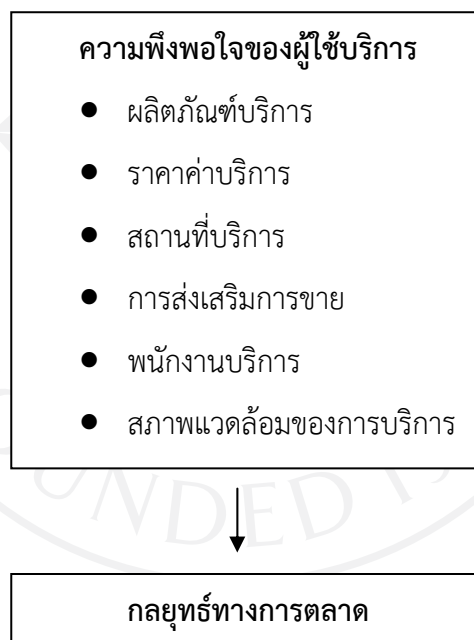 ความพึงพอใจของผู้ใช้บริการ
● ผลิตภัณฑ์บริการ
● ราคาค่าบริการ
● สถานที่บริการ
● การส่งเสริมการขาย
● พนักงานบริการ
● สภาพแวดล้อมของการบริการ
UNDED
กลยุทธ์ทางการตลาด